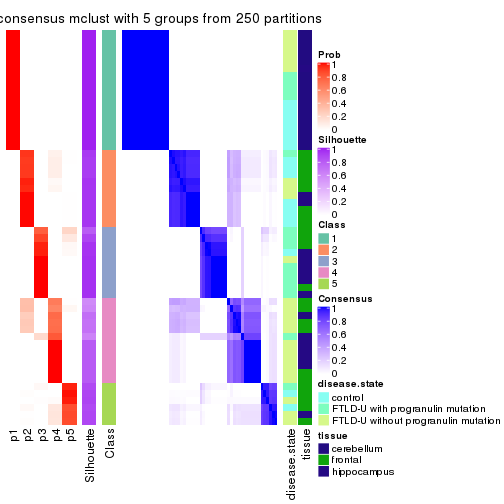 consensus mclust with 5 groups from 250 partitions
p1
p2
p3
p4
p5
Silhouette
Class
disease.state
tissue
Prob
1
0.8
0.6
0.4
0.2
0
Silhouette
1
0.8
0.6
0.4
0.2
0
Class
1
2
3
4
5
Consensus
1
0.8
0.6
0.4
0.2
0
disease.state
control
FTLD-U with progranulin mutation
FTLD-U without progranulin mutation
tissue
cerebellum
frontal
hippocampus